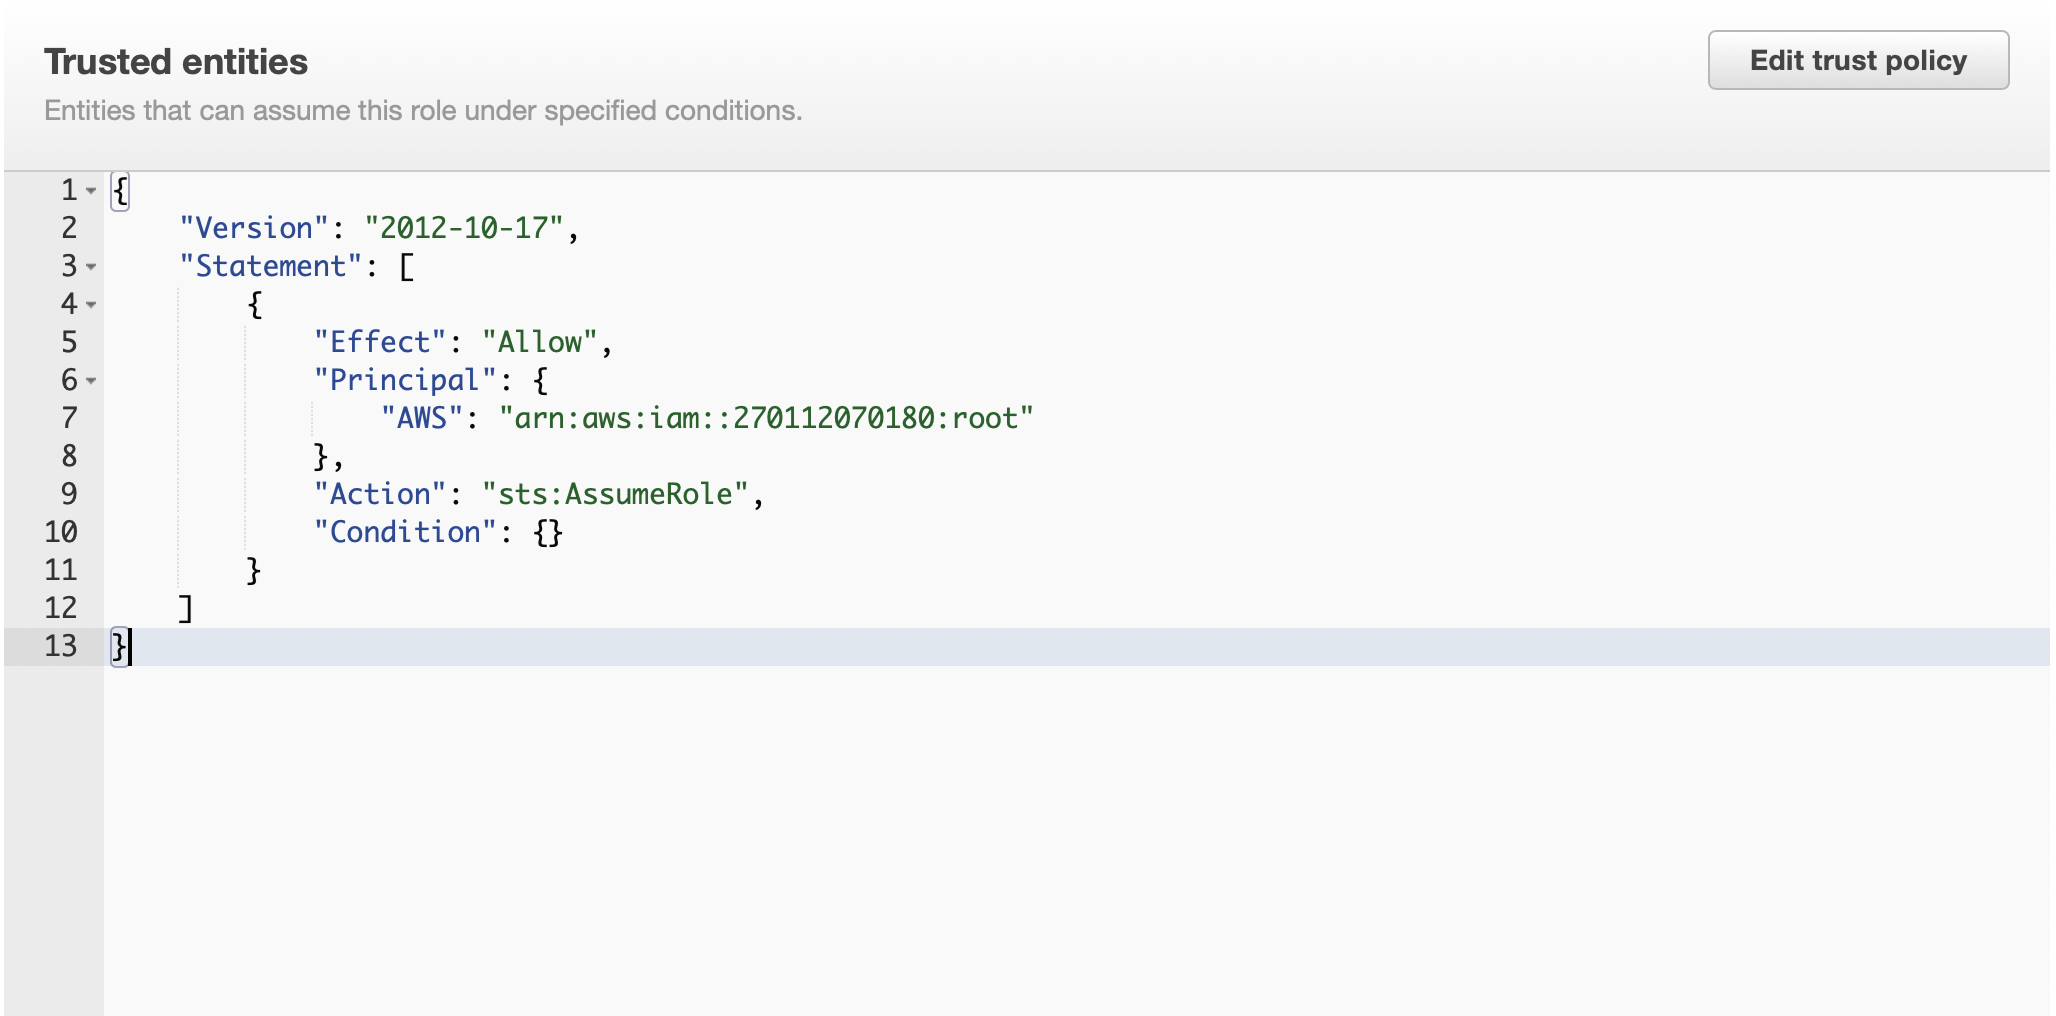 Trusted entities
Edit trust policy
Entities that can assume this role under specified conditions.
1 {
2     "Version": "2012-10-17",
3     "Statement": [
4         {
5             "Effect": "Allow",
6             "Principal": {
7                 "AWS": "arn:aws:iam::270112070180:root"
8             },
9             "Action": "sts:AssumeRole",
10             "Condition": {}
11         }
12     ]
13 }